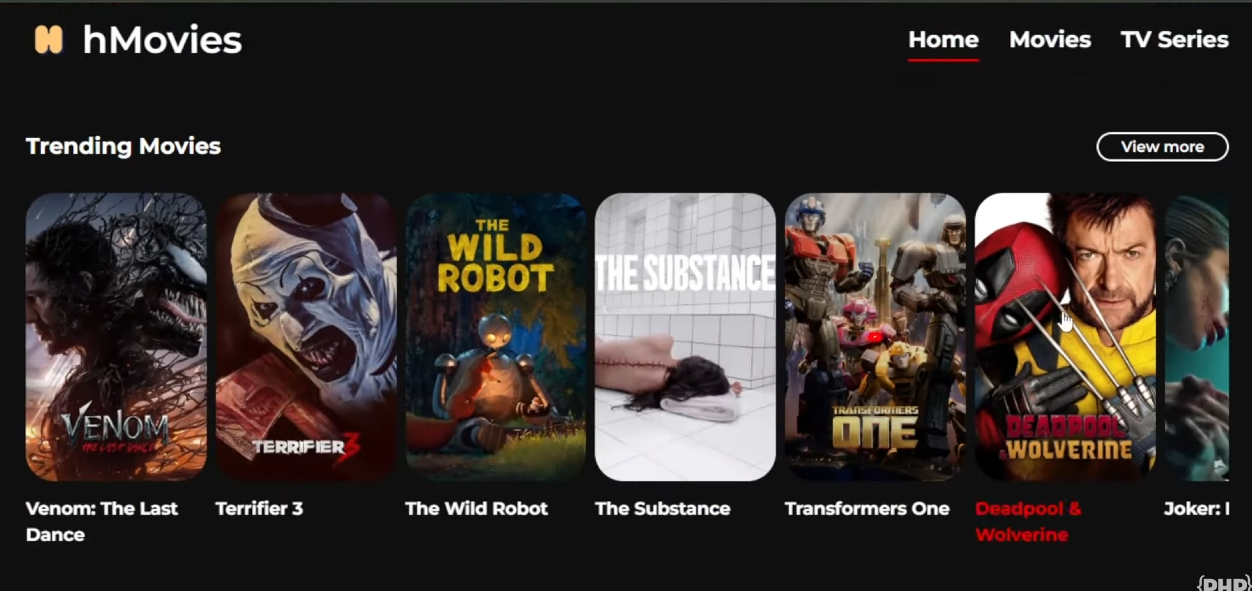 hMovies
Home
Movies
TV Series
Trending Movies
View more
VENOM
THE LAST DANCE
TERRIFIER 3
THE
WILD
ROBOT
THE SUBSTANCE
TRANSFORMERS
ONE
DEADPOOL
& WOLVERINE
Venom: The Last
Dance
Terrifier 3
The Wild Robot
The Substance
Transformers One
Deadpool &
Wolverine
Joker:
{PHP}